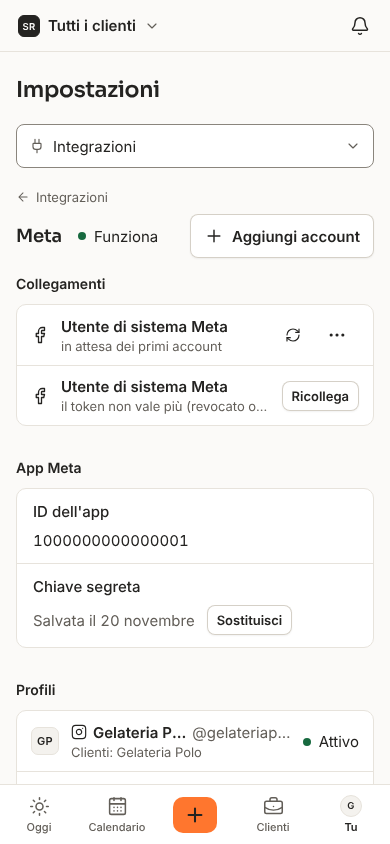 SR Tutti i clienti
Impostazioni
Integrazioni
Integrazioni
Meta Funziona Aggiungi account
Collegamenti
Utente di sistema Meta
in attesa dei primi account
Utente di sistema Meta
il token non vale più (revocato o... Ricollega
App Meta
ID dell'app
1000000000000001
Chiave segreta
Salvata il 20 novembre Sostituisci
Profili
GP Gelateria P... @gelateriap... Attivo
Clienti: Gelateria Polo
Oggi Calendario Clienti G Tu